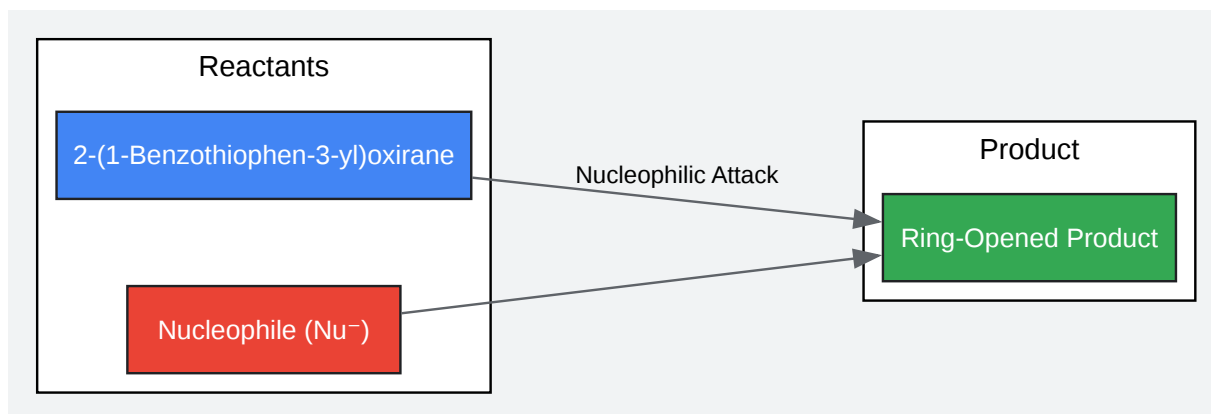 Reactants
2-(1-Benzothiophen-3-yl)oxirane
Nucleophile (Nu⁻)
Nucleophilic Attack
Product
Ring-Opened Product